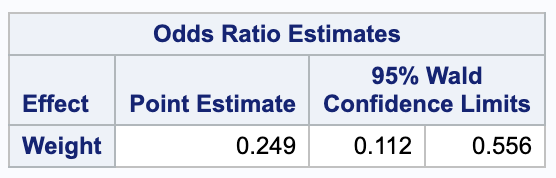 Odds Ratio Estimates
Effect Point Estimate 95% Wald
Confidence Limits
Weight 0.249 0.112 0.556